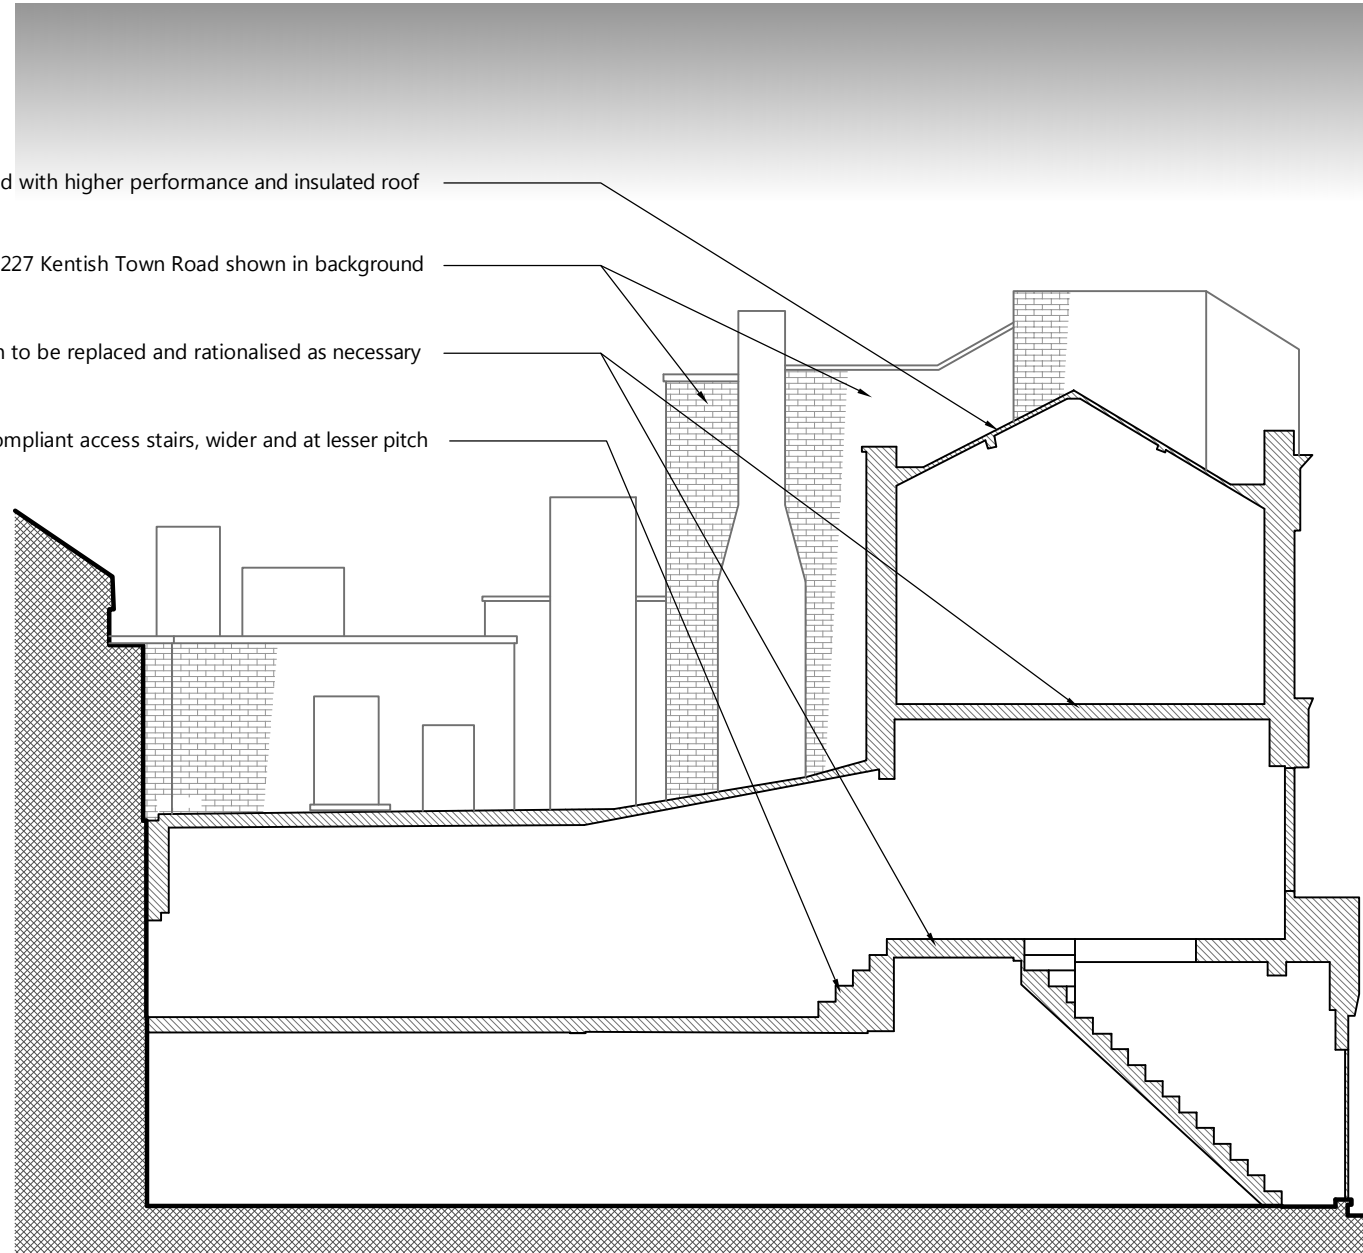 d with higher performance and insulated roof
227 Kentish Town Road shown in background
to be replaced and rationalised as necessary
ompliant access stairs, wider and at lesser pitch